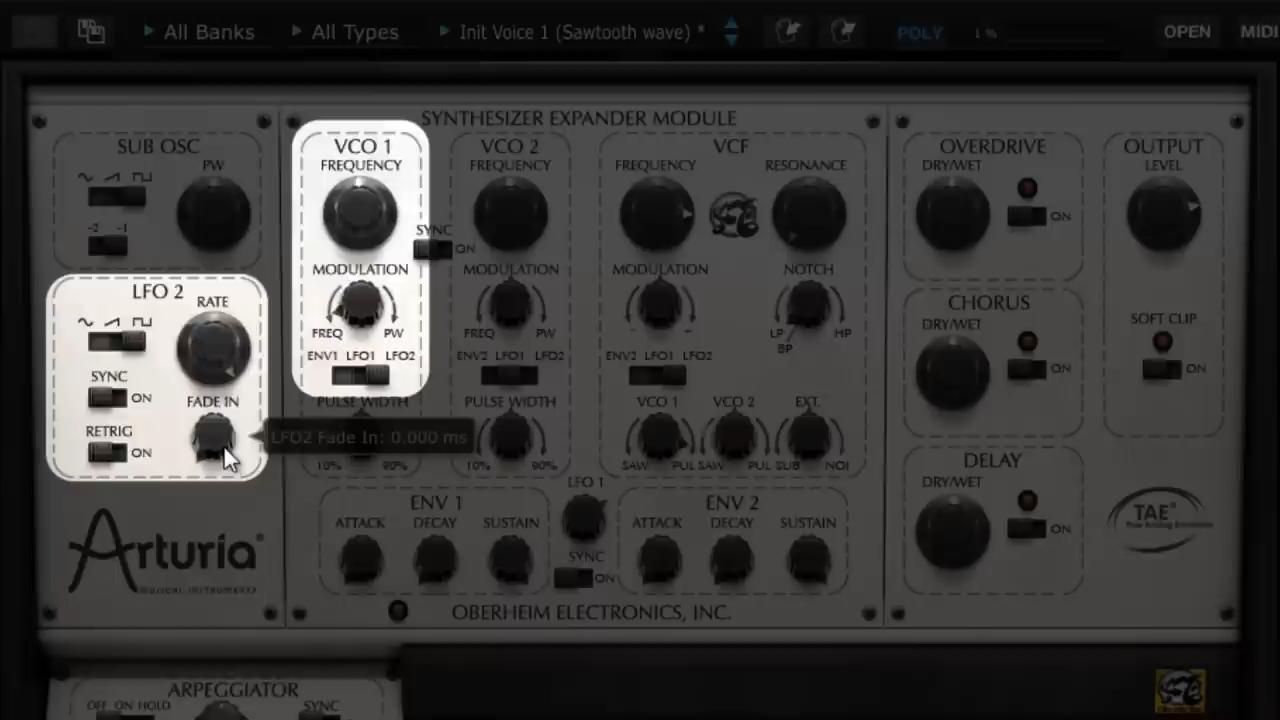 All Banks
All Types
Init Voice 1 (Sawtooth wave) *
POLY
1 %
OPEN
MIDI
SYNTHESIZER EXPANDER MODULE
SUB OSC
PW
-2 -1
LFO 2
RATE
SYNC
ON
FADE IN
RETRIG
ON
LFO2 Fade In: 0.000 ms
Arturia
MUSICAL INSTRUMENTS
VCO 1
FREQUENCY
MODULATION
FREQ PW
ENV1 LFO1 LFO2
PULSE WIDTH
10% 90%
SYNC
ON
VCO 2
FREQUENCY
MODULATION
FREQ PW
ENV2 LFO1 LFO2
PULSE WIDTH
10% 90%
VCF
FREQUENCY RESONANCE
MODULATION NOTCH
- -
LP HP
BP
ENV2 LFO1 LFO2
VCO 1 VCO 2 EXT.
SAW PUL SAW PUL SUB NOI
ENV 1
ATTACK DECAY SUSTAIN
LFO 1
SYNC
ON
ENV 2
ATTACK DECAY SUSTAIN
OBERHEIM ELECTRONICS, INC.
OVERDRIVE
DRY/WET
ON
CHORUS
DRY/WET
ON
DELAY
DRY/WET
ON
OUTPUT
LEVEL
SOFT CLIP
ON
TAE®
ARPEGGIATOR
OFF ON HOLD SYNC